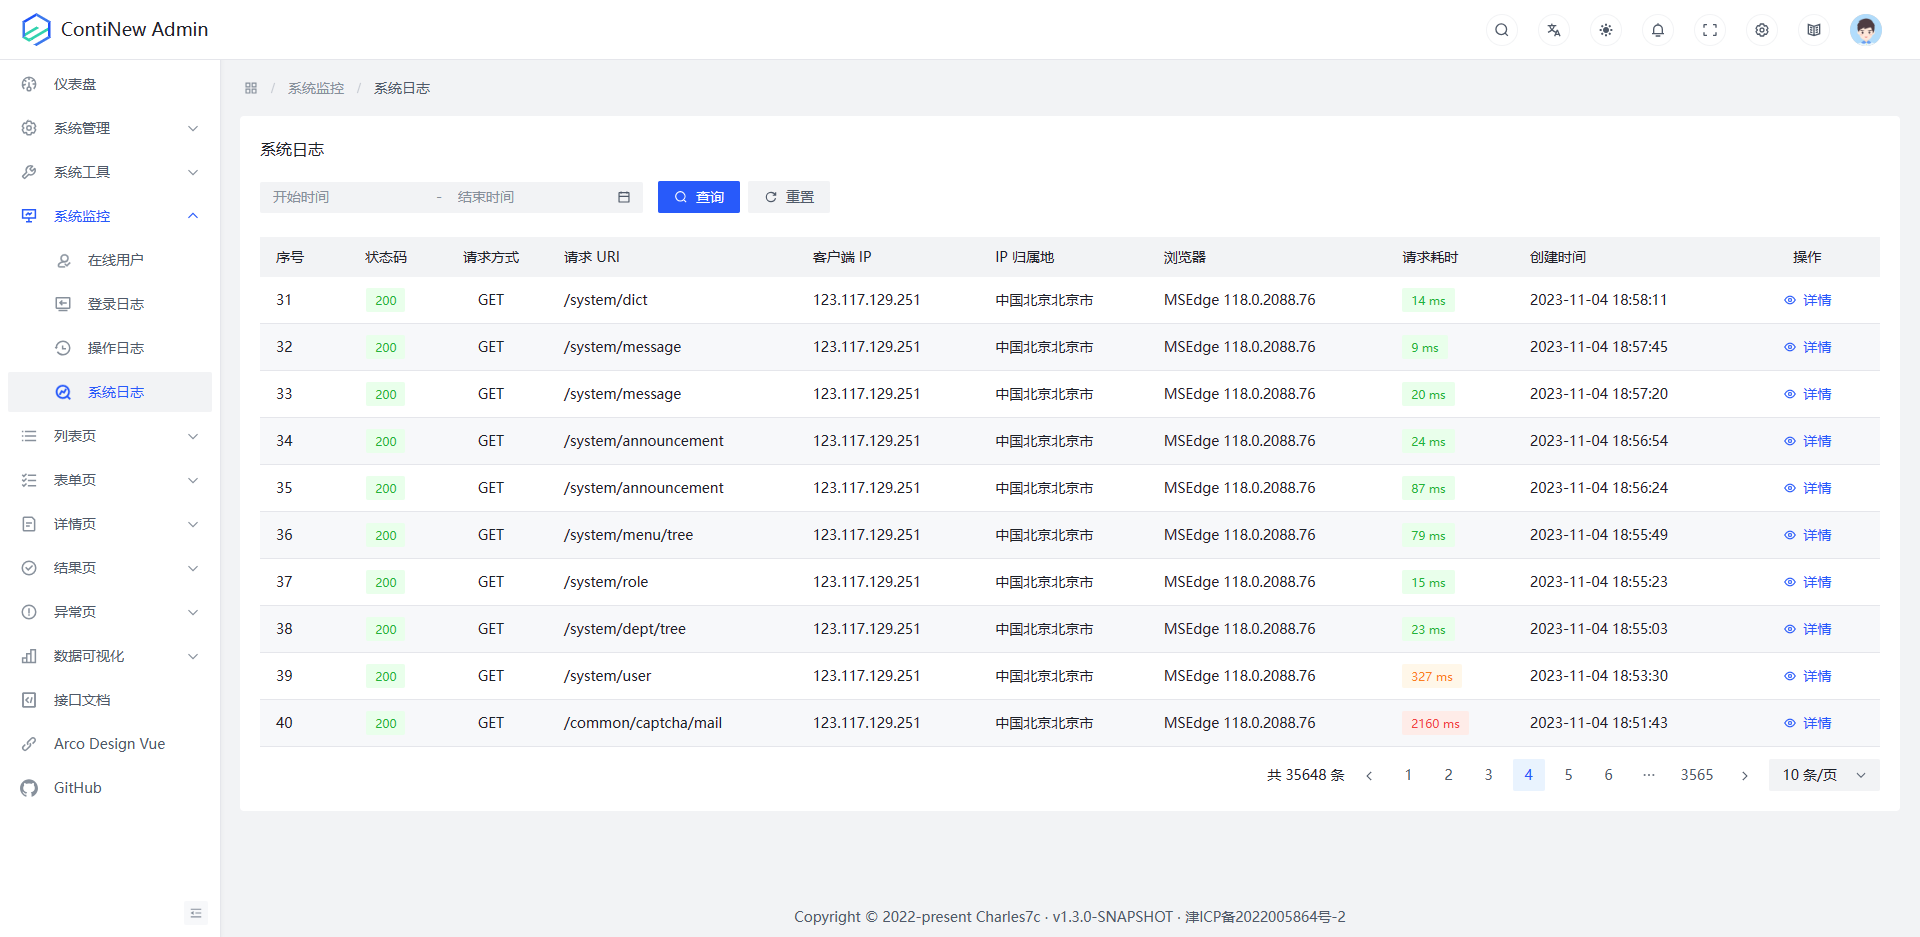 ContiNew Admin
仪表盘
系统管理
系统工具
系统监控
在线用户
登录日志
操作日志
系统日志
列表页
表单页
详情页
结果页
异常页
数据可视化
接口文档
Arco Design Vue
GitHub
/ 系统监控 / 系统日志
系统日志
开始时间 - 结束时间 查询 重置
序号 状态码 请求方式 请求 URI 客户端 IP IP 归属地 浏览器 请求耗时 创建时间 操作
31 200 GET /system/dict 123.117.129.251 中国北京北京市 MSEdge 118.0.2088.76 14 ms 2023-11-04 18:58:11 详情
32 200 GET /system/message 123.117.129.251 中国北京北京市 MSEdge 118.0.2088.76 9 ms 2023-11-04 18:57:45 详情
33 200 GET /system/message 123.117.129.251 中国北京北京市 MSEdge 118.0.2088.76 20 ms 2023-11-04 18:57:20 详情
34 200 GET /system/announcement 123.117.129.251 中国北京北京市 MSEdge 118.0.2088.76 24 ms 2023-11-04 18:56:54 详情
35 200 GET /system/announcement 123.117.129.251 中国北京北京市 MSEdge 118.0.2088.76 87 ms 2023-11-04 18:56:24 详情
36 200 GET /system/menu/tree 123.117.129.251 中国北京北京市 MSEdge 118.0.2088.76 79 ms 2023-11-04 18:55:49 详情
37 200 GET /system/role 123.117.129.251 中国北京北京市 MSEdge 118.0.2088.76 15 ms 2023-11-04 18:55:23 详情
38 200 GET /system/dept/tree 123.117.129.251 中国北京北京市 MSEdge 118.0.2088.76 23 ms 2023-11-04 18:55:03 详情
39 200 GET /system/user 123.117.129.251 中国北京北京市 MSEdge 118.0.2088.76 327 ms 2023-11-04 18:53:30 详情
40 200 GET /common/captcha/mail 123.117.129.251 中国北京北京市 MSEdge 118.0.2088.76 2160 ms 2023-11-04 18:51:43 详情
共 35648 条 1 2 3 4 5 6 ··· 3565 10 条/页
Copyright © 2022-present Charles7c · v1.3.0-SNAPSHOT · 津ICP备2022005864号-2